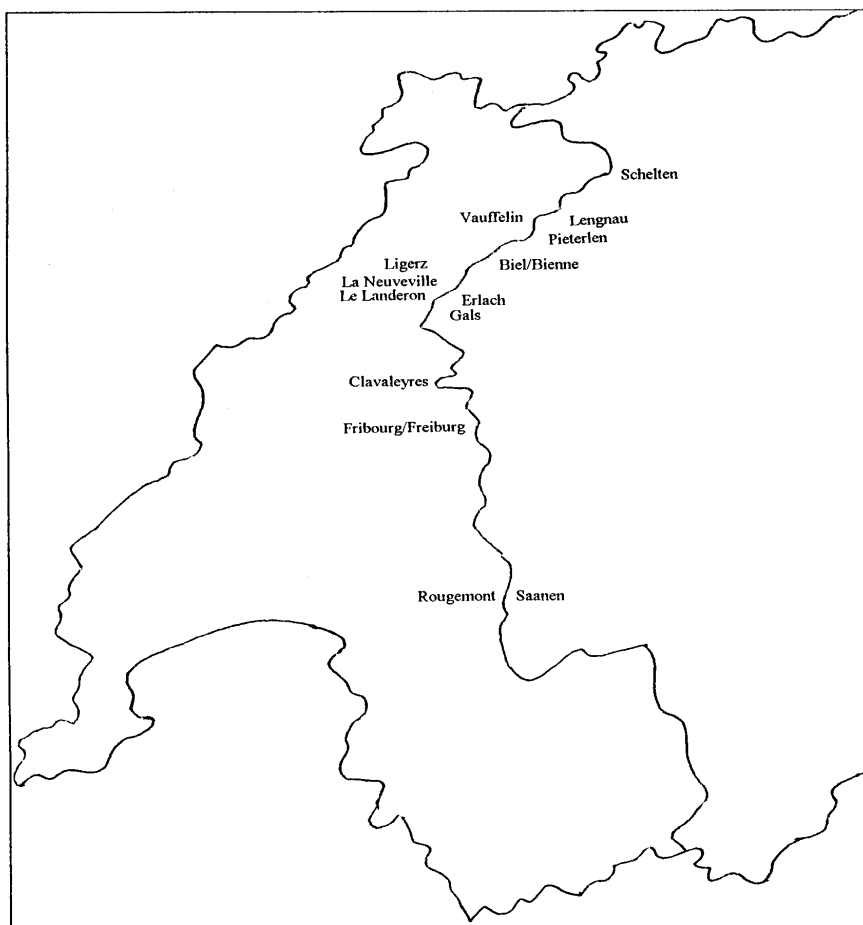 Schelten
Vauffelin
Lengnau
Pieterlen
Biel/Bienne
Ligerz
La Neuveville
Le Landeron
Erlach
Gals
Clavaleyres
Fribourg/Freiburg
Rougemont
Saanen